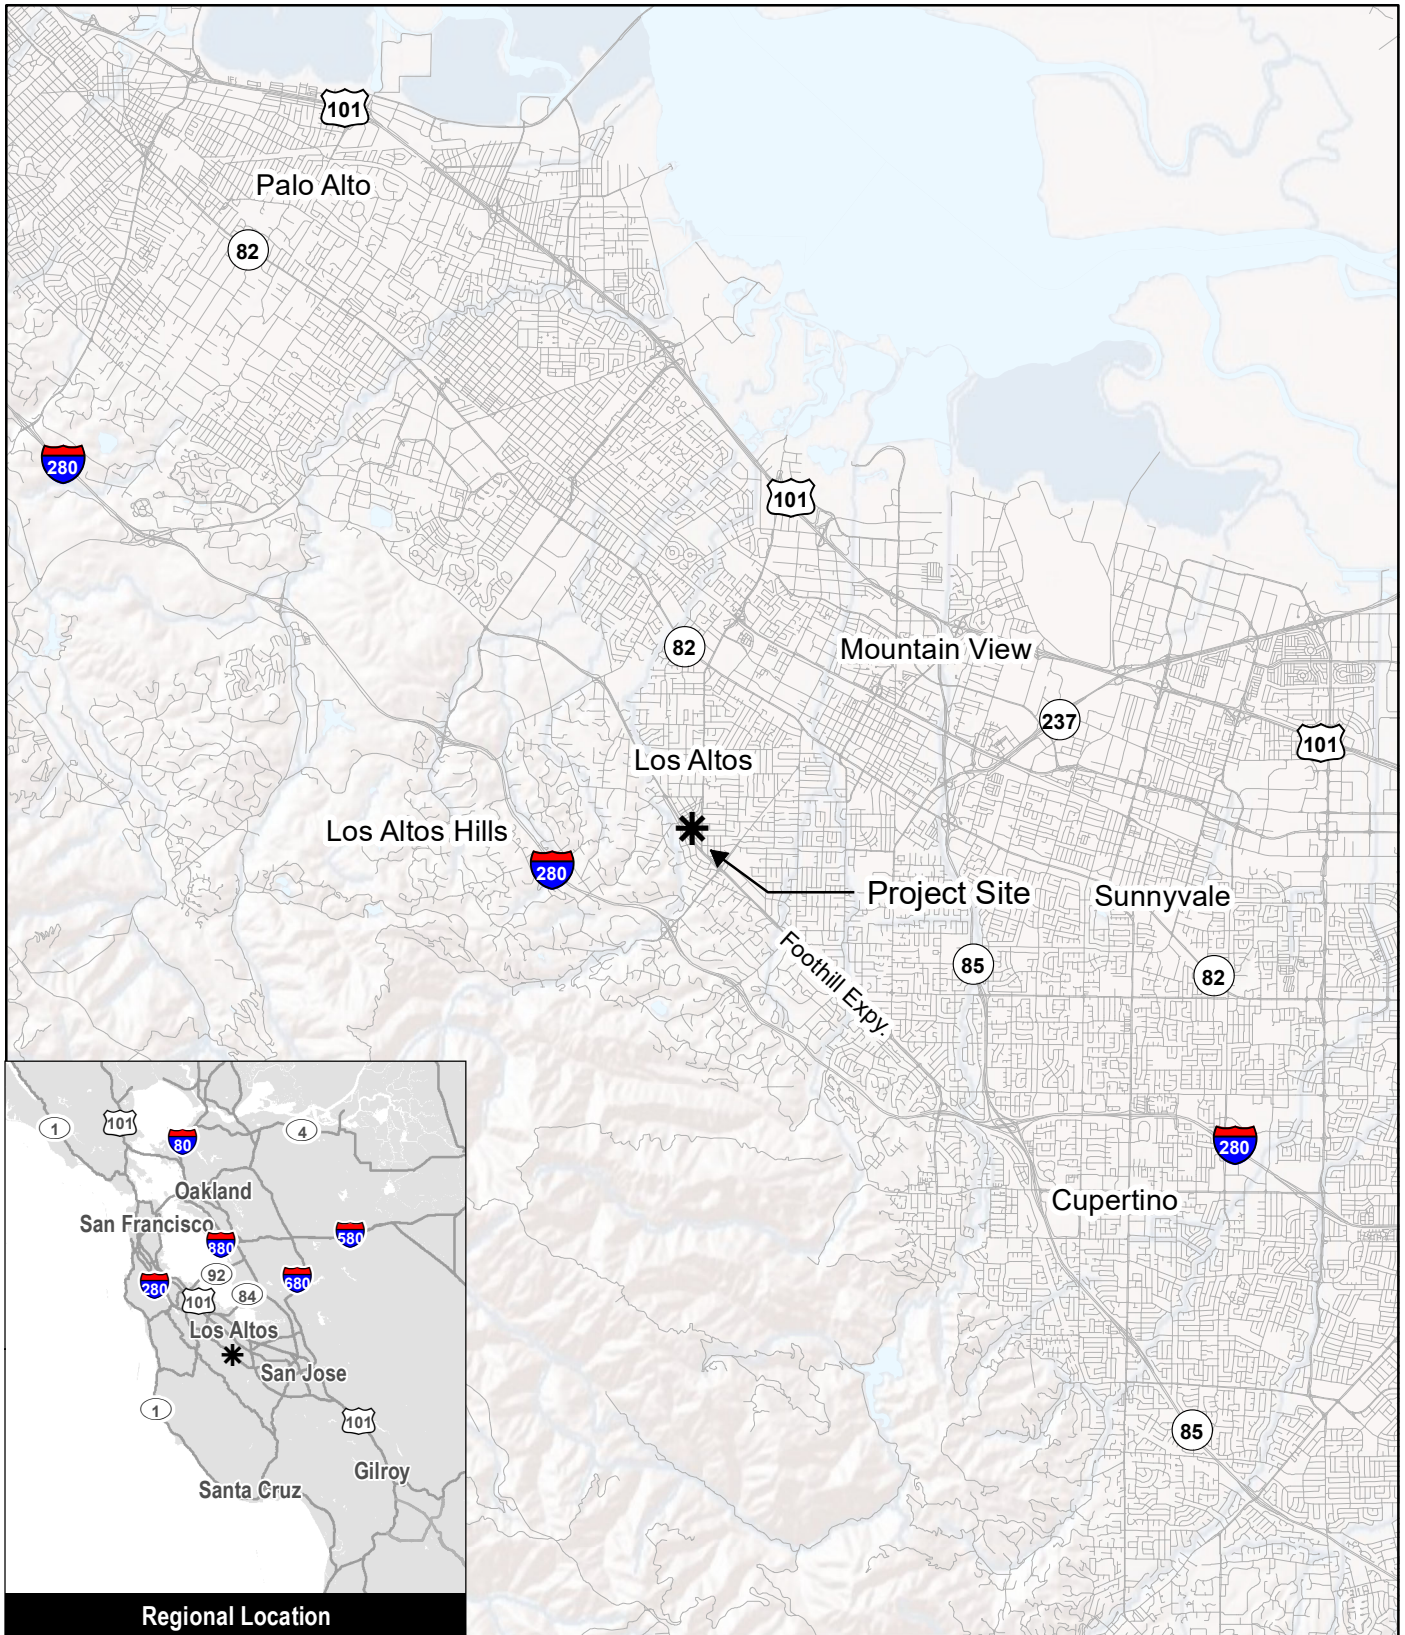 101
Palo Alto
82
280
101
82
Mountain View
237
101
Los Altos
Los Altos Hills
280
Project Site
Sunnyvale
Foothill Expy.
85
82
280
Cupertino
85
1
101
80
4
Oakland
San Francisco
880
580
92
280
680
84
101
Los Altos
San Jose
1
101
Gilroy
Santa Cruz
Regional Location